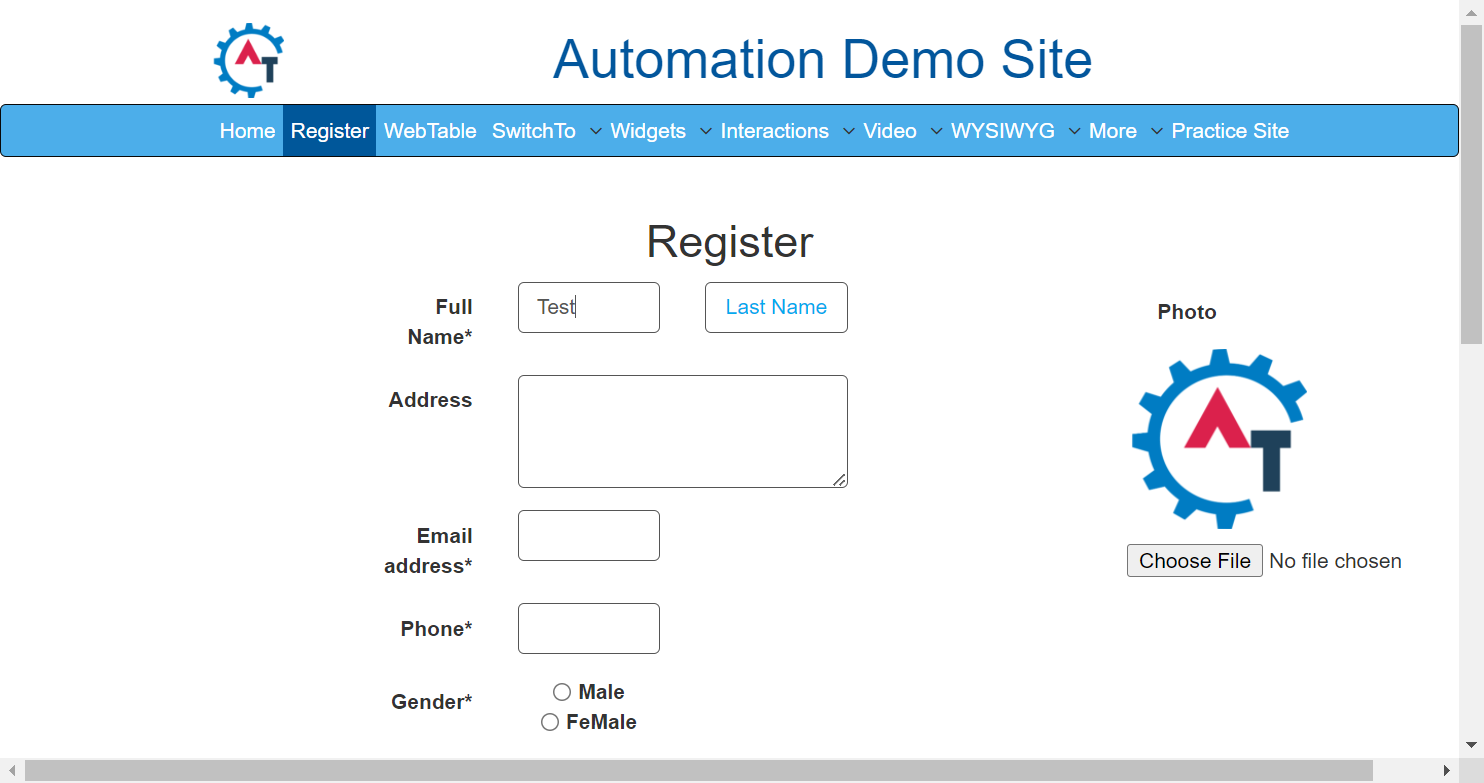 AT
Automation Demo Site
Home Register WebTable SwitchTo Widgets Interactions Video WYSIWYG More Practice Site
Register
Full
Name*
Test
Last Name
Photo
Address
AT
Email
address*
Choose File No file chosen
Phone*
Gender*
Male
FeMale